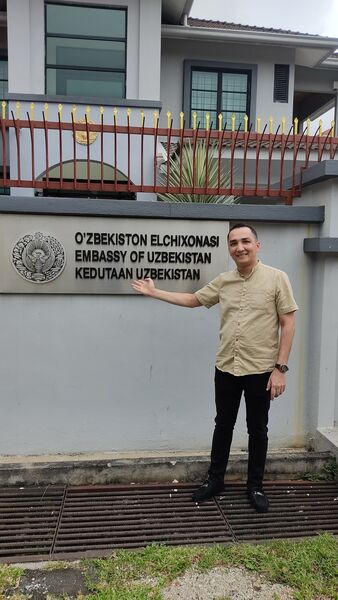 O'ZBEKISTON ELCHIXONASI
EMBASSY OF UZBEKISTAN
KEDUTAAN UZBEKISTAN